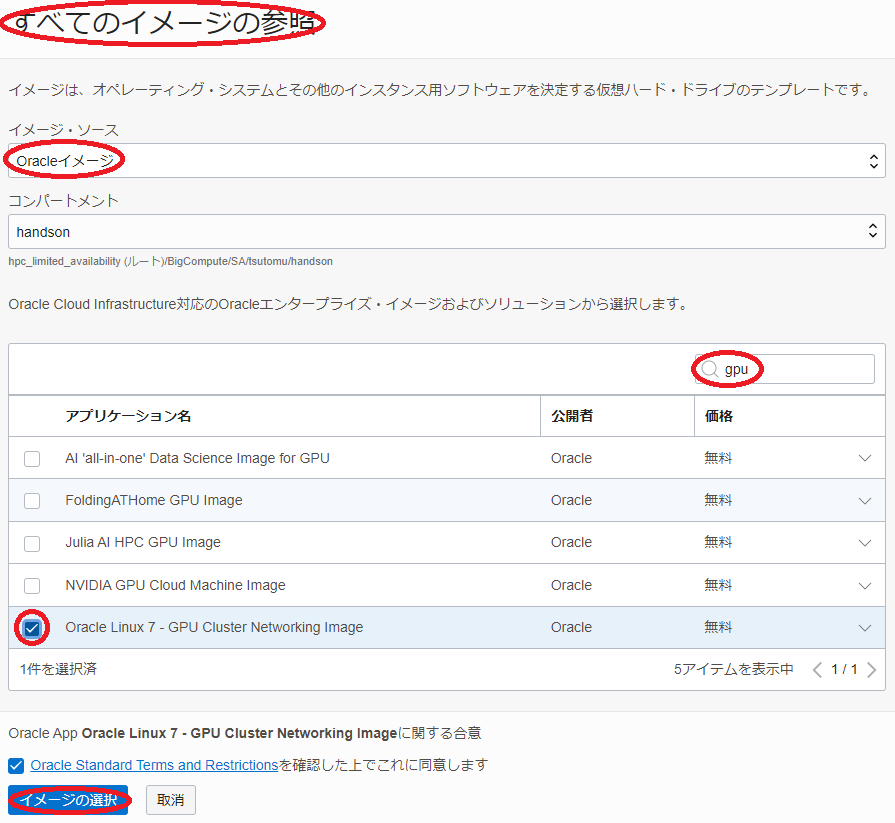 すべてのイメージの参照
イメージは、オペレーティング・システムとその他のインスタンス用ソフトウェアを決定する仮想ハード・ドライブのテンプレートです。
イメージ・ソース
Oracleイメージ
コンパートメント
handson
hpc_limited_availability (ルート)/BigCompute/SA/tsutomu/handson
Oracle Cloud Infrastructure対応のOracleエンタープライズ・イメージおよびソリューションから選択します。
gpu
アプリケーション名 公開者 価格
AI 'all-in-one' Data Science Image for GPU Oracle 無料
FoldingATHome GPU Image Oracle 無料
Julia AI HPC GPU Image Oracle 無料
NVIDIA GPU Cloud Machine Image Oracle 無料
Oracle Linux 7 - GPU Cluster Networking Image Oracle 無料
1件を選択済 5アイテムを表示中 1 / 1
Oracle App Oracle Linux 7 - GPU Cluster Networking Imageに関する合意
Oracle Standard Terms and Restrictionsを確認した上でこれに同意します
イメージの選択 取消